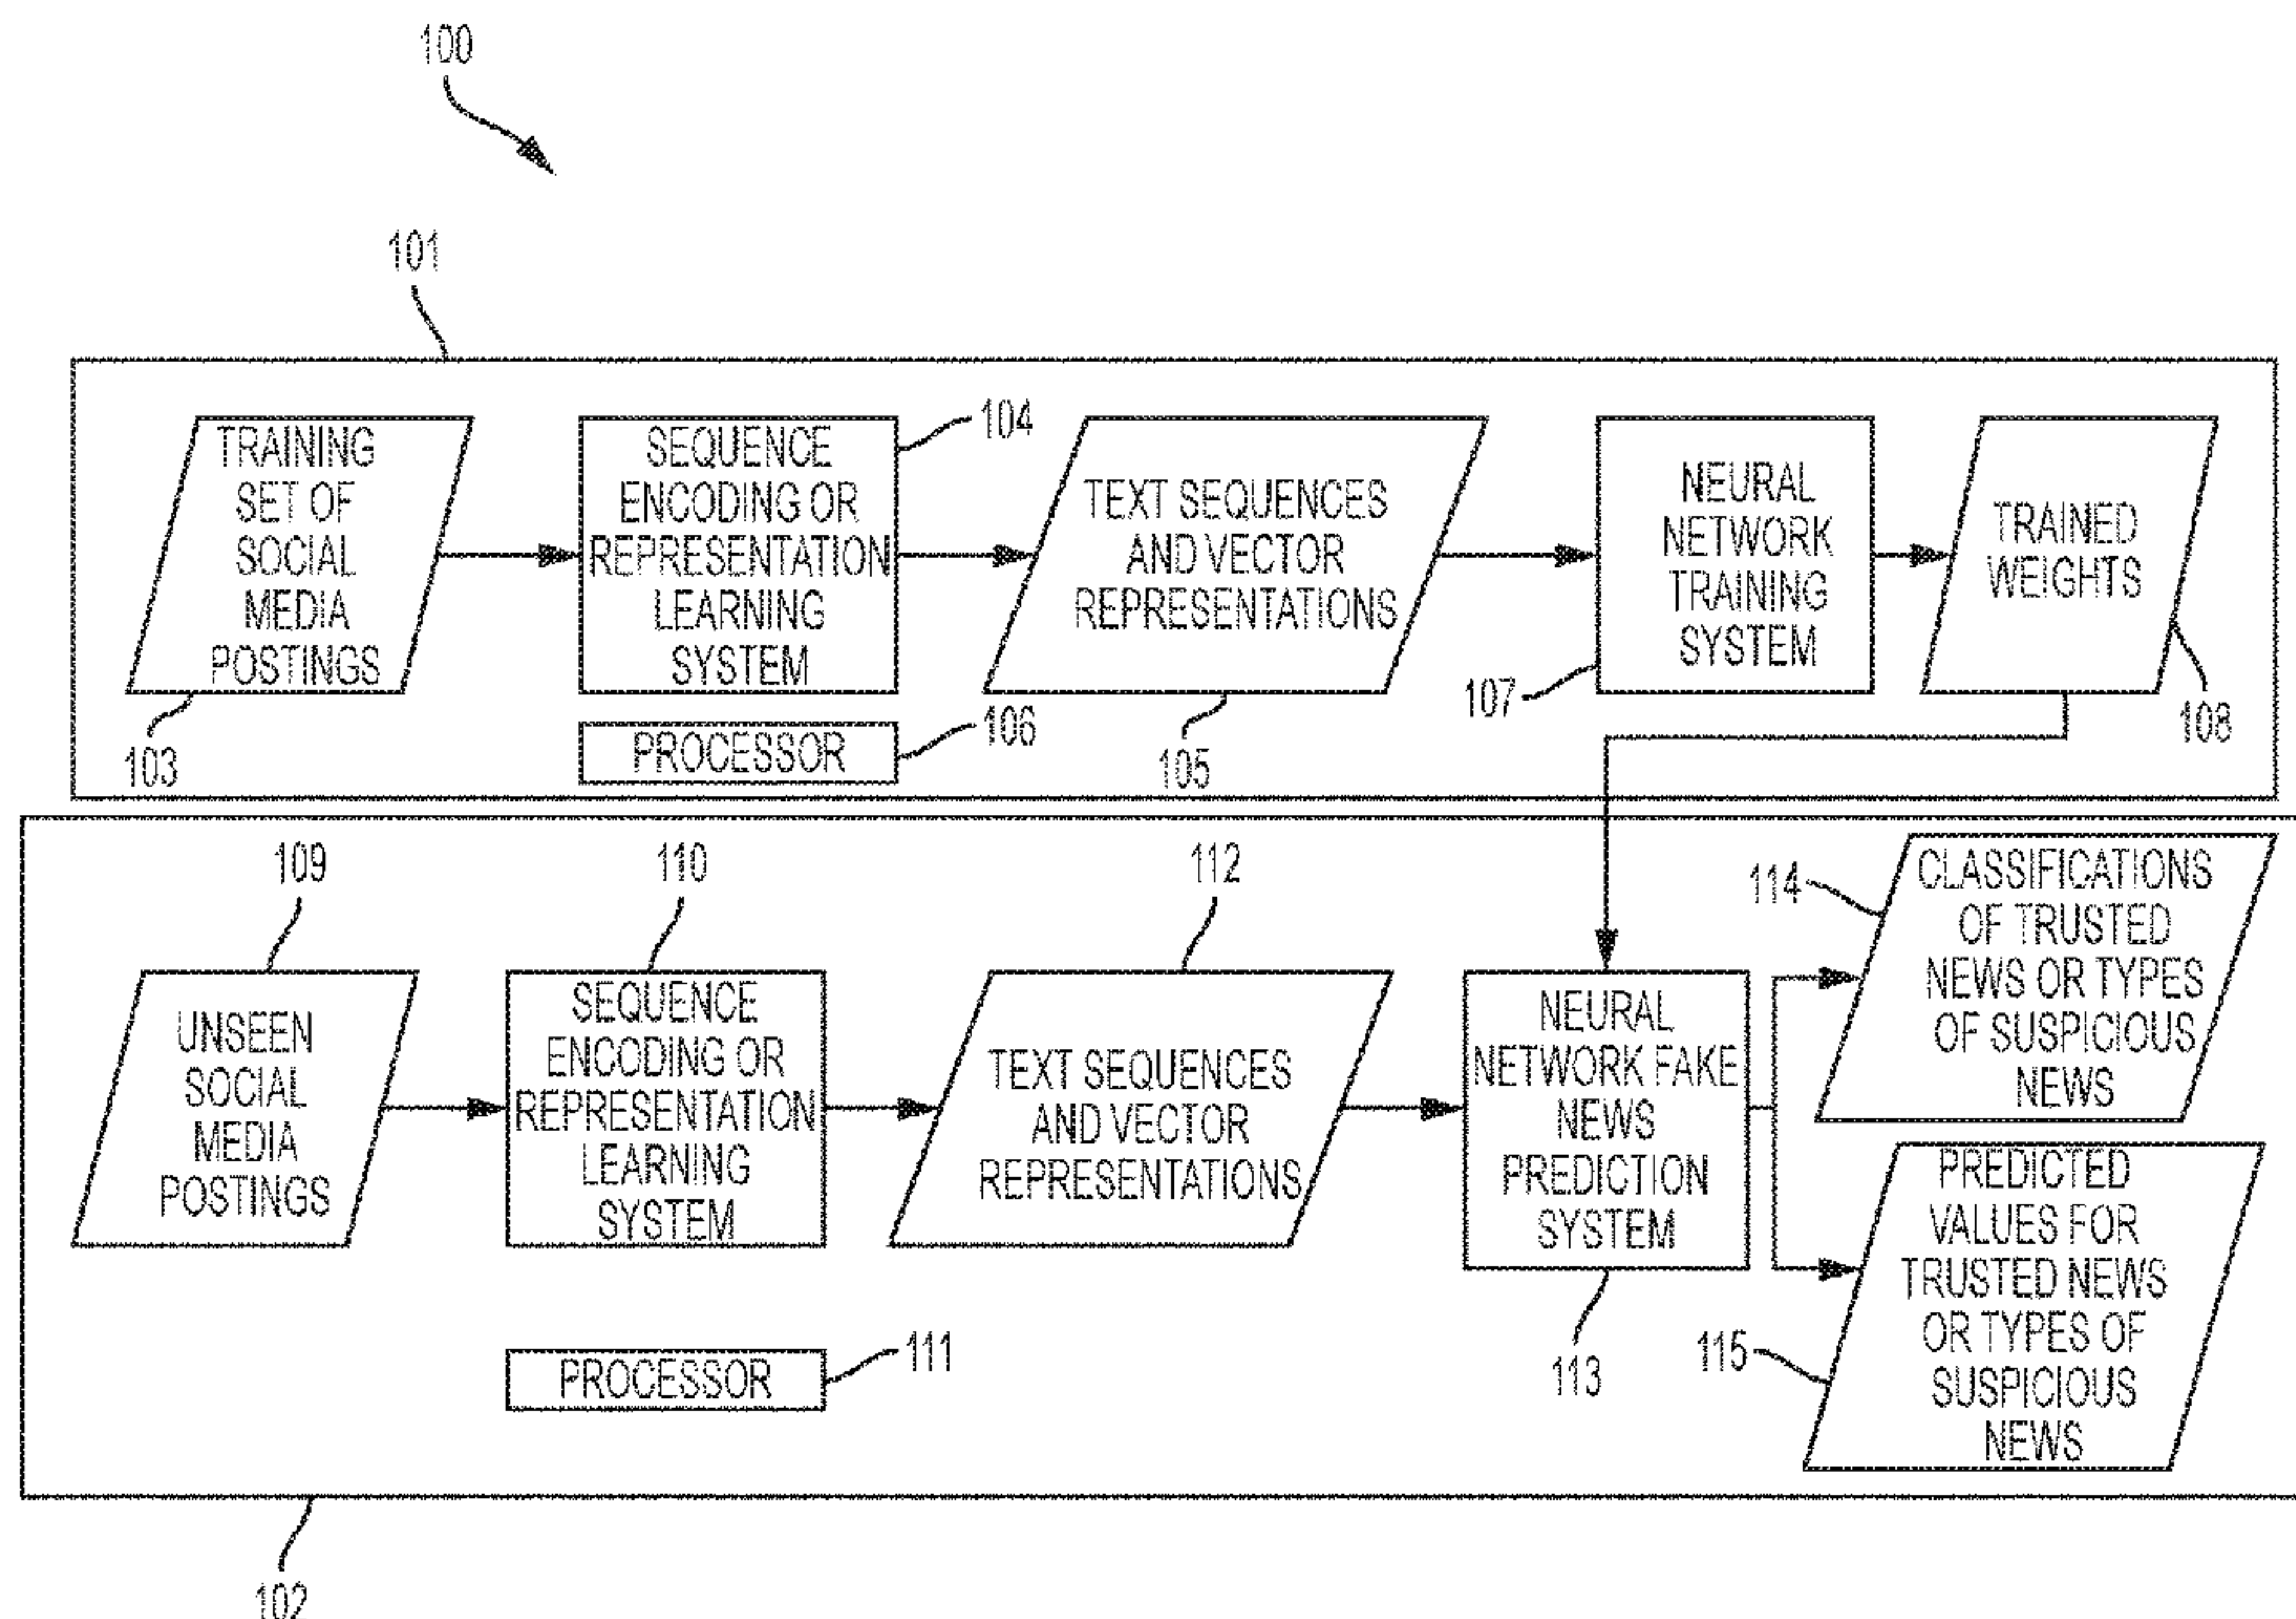 100
101
TRAINING
SET OF
SOCIAL
MEDIA
POSTINGS
103
SEQUENCE
ENCODING OR
REPRESENTATION
LEARNING
SYSTEM
104
PROCESSOR
106
TEXT SEQUENCES
AND VECTOR
REPRESENTATIONS
105
NEURAL
NETWORK
TRAINING
SYSTEM
107
TRAINED
WEIGHTS
108
109
UNSEEN
SOCIAL
MEDIA
POSTINGS
110
SEQUENCE
ENCODING OR
REPRESENTATION
LEARNING
SYSTEM
PROCESSOR
111
112
TEXT SEQUENCES
AND VECTOR
REPRESENTATIONS
NEURAL
NETWORK FAKE
NEWS
PREDICTION
SYSTEM
113
114
CLASSIFICATIONS
OF TRUSTED
NEWS OR TYPES
OF SUSPICIOUS
NEWS
115
PREDICTED
VALUES FOR
TRUSTED NEWS
OR TYPES OF
SUSPICIOUS
NEWS
102